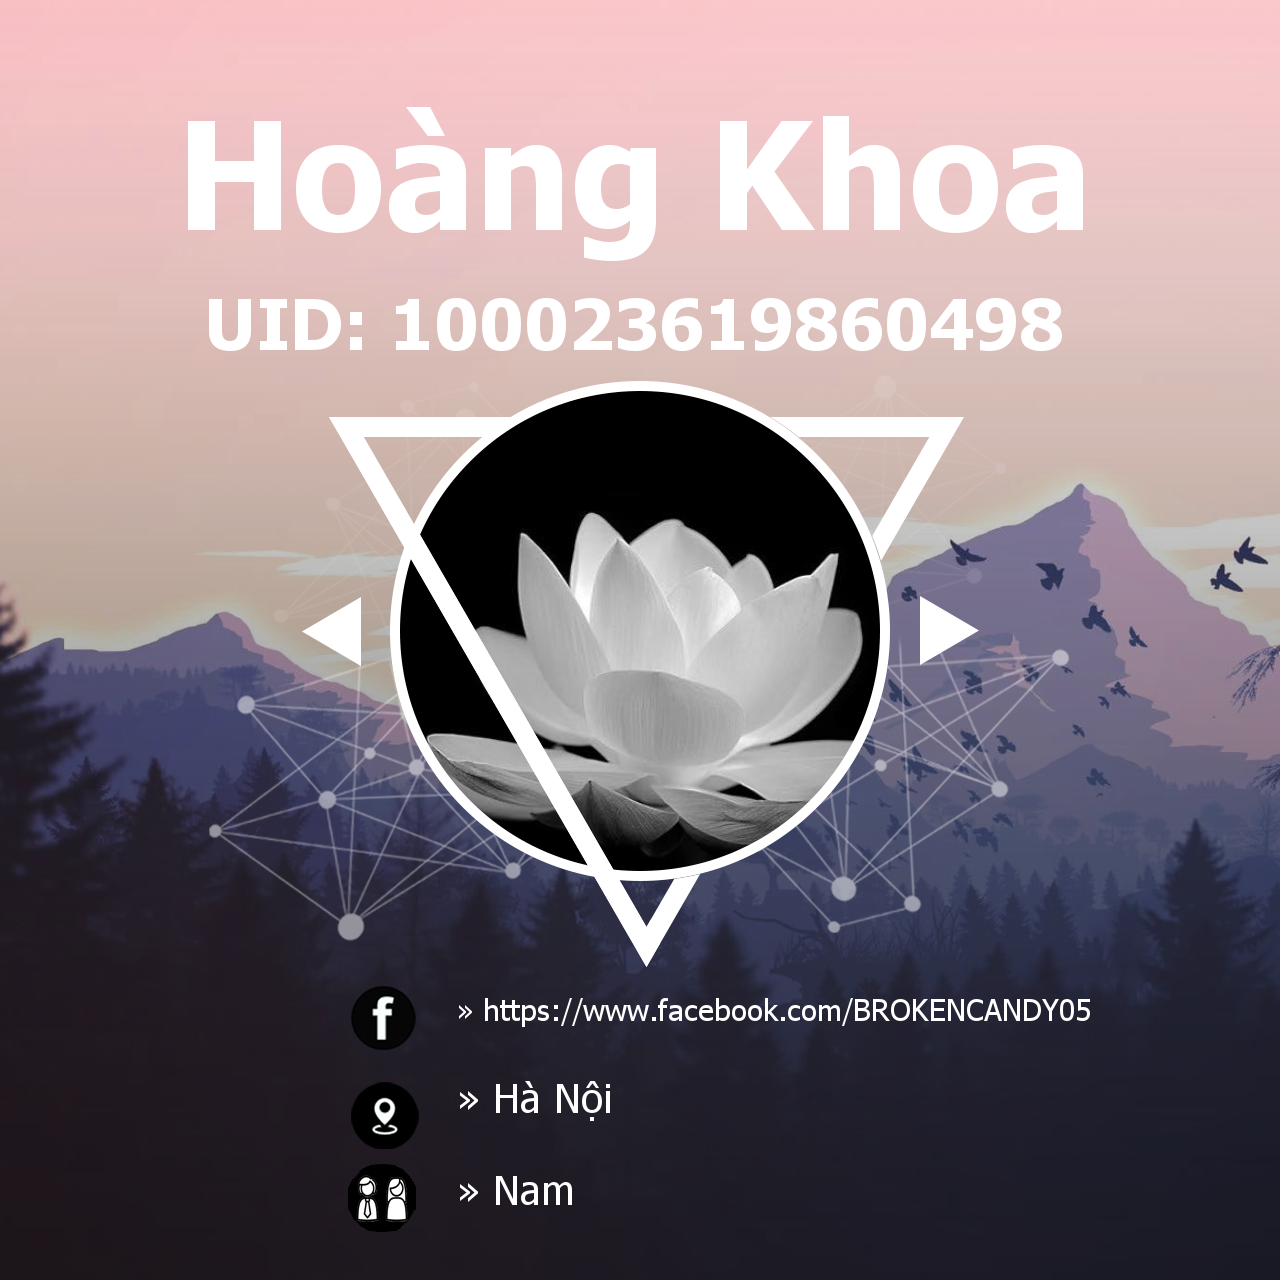 Hoàng Khoa
UID: 100023619860498
» https://www.facebook.com/BROKENCANDY05
» Hà Nội
» Nam